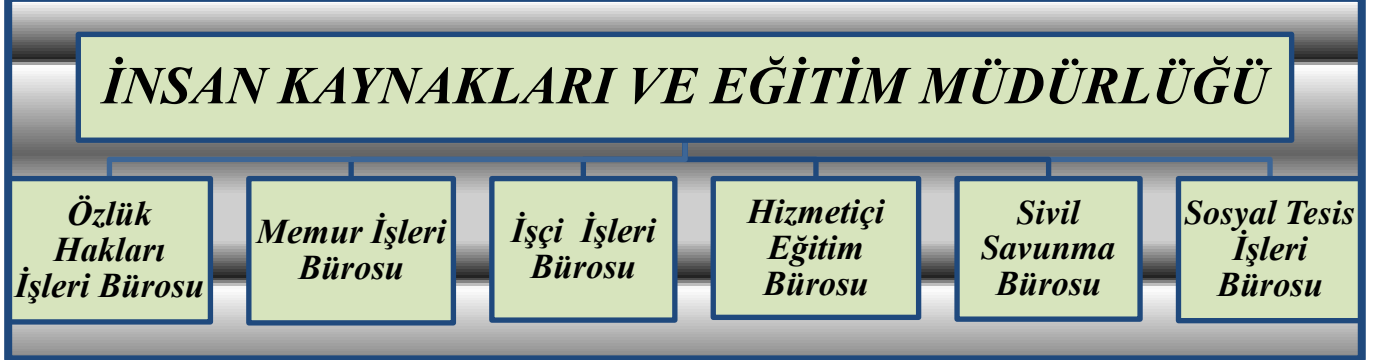 İNSAN KAYNAKLARI VE EĞİTİM MÜDÜRLÜĞÜ
Özlük
Hakları
İşleri Bürosu
Memur İşleri
Bürosu
İşçi  İşleri
Bürosu
Hizmetiçi
Eğitim
Bürosu
Sivil
Savunma
Bürosu
Sosyal Tesis
İşleri
Bürosu